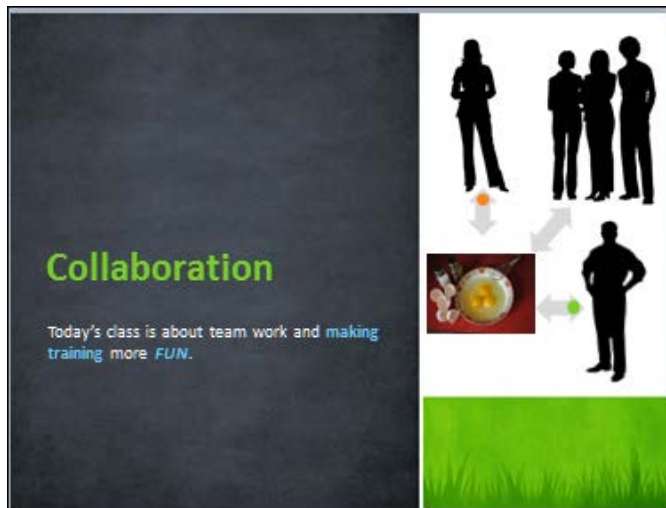 Collaboration
Today's class is about team work and making
training more FUN.